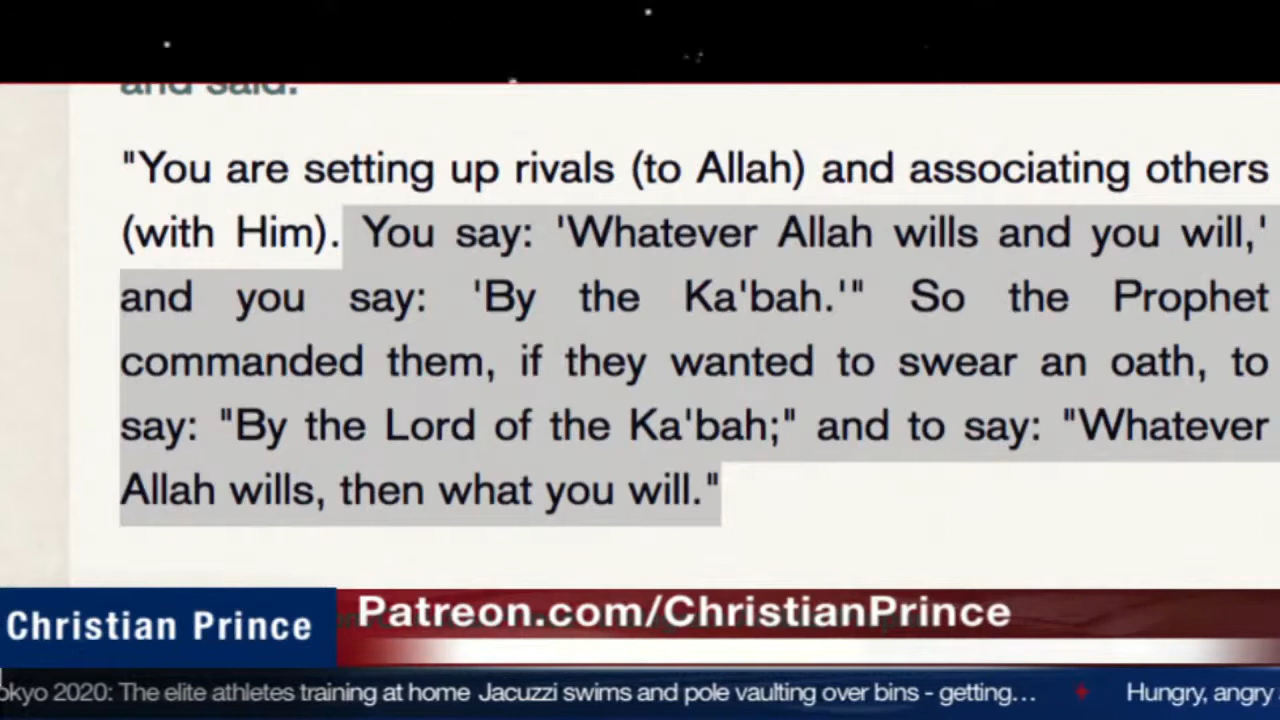 and said:
"You are setting up rivals (to Allah) and associating others
(with Him). You say: 'Whatever Allah wills and you will,'
and you say: 'By the Ka'bah.'" So the Prophet
commanded them, if they wanted to swear an oath, to
say: "By the Lord of the Ka'bah;" and to say: "Whatever
Allah wills, then what you will."
Christian Prince
Patreon.com/ChristianPrince
okyo 2020: The elite athletes training at home Jacuzzi swims and pole vaulting over bins - getting... Hungry, angry